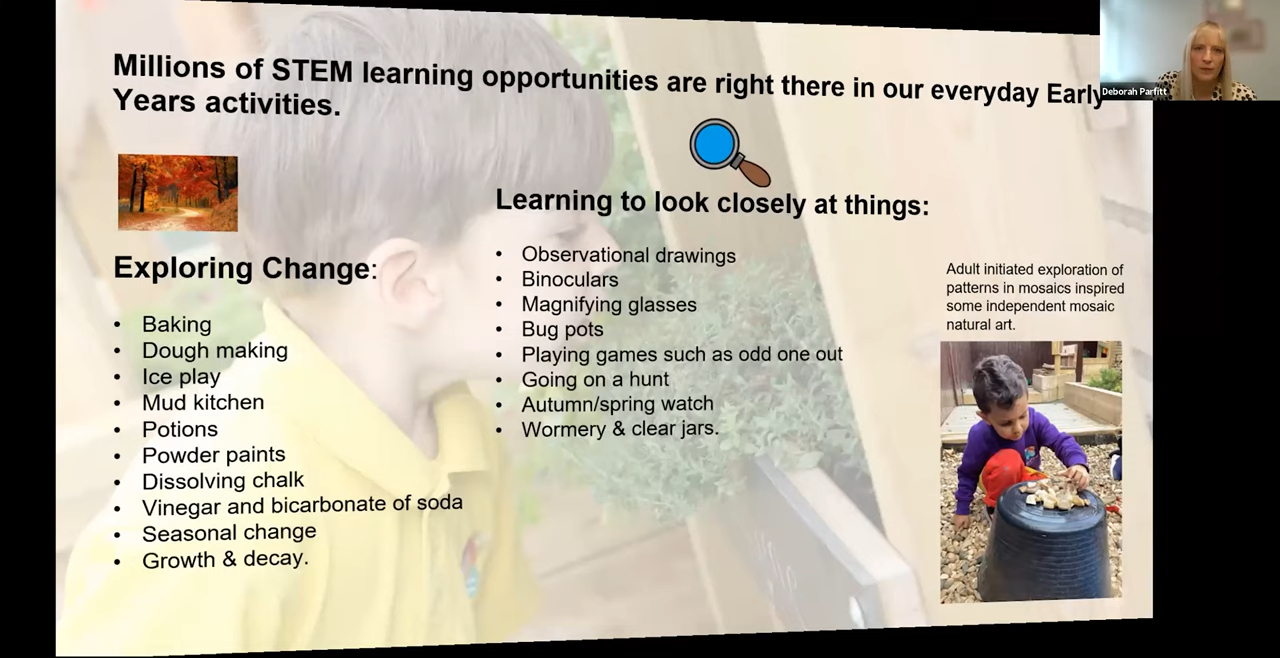 Millions of STEM learning opportunities are right there in our everyday Early
Years activities.
Deborah Parfitt
Exploring Change:
• Baking
• Dough making
• Ice play
• Mud kitchen
• Potions
• Powder paints
• Dissolving chalk
• Vinegar and bicarbonate of soda
• Seasonal change
• Growth & decay.
Learning to look closely at things:
• Observational drawings
• Binoculars
• Magnifying glasses
• Bug pots
• Playing games such as odd one out
• Going on a hunt
• Autumn/spring watch
• Wormery & clear jars.
Adult initiated exploration of
patterns in mosaics inspired
some independent mosaic
natural art.